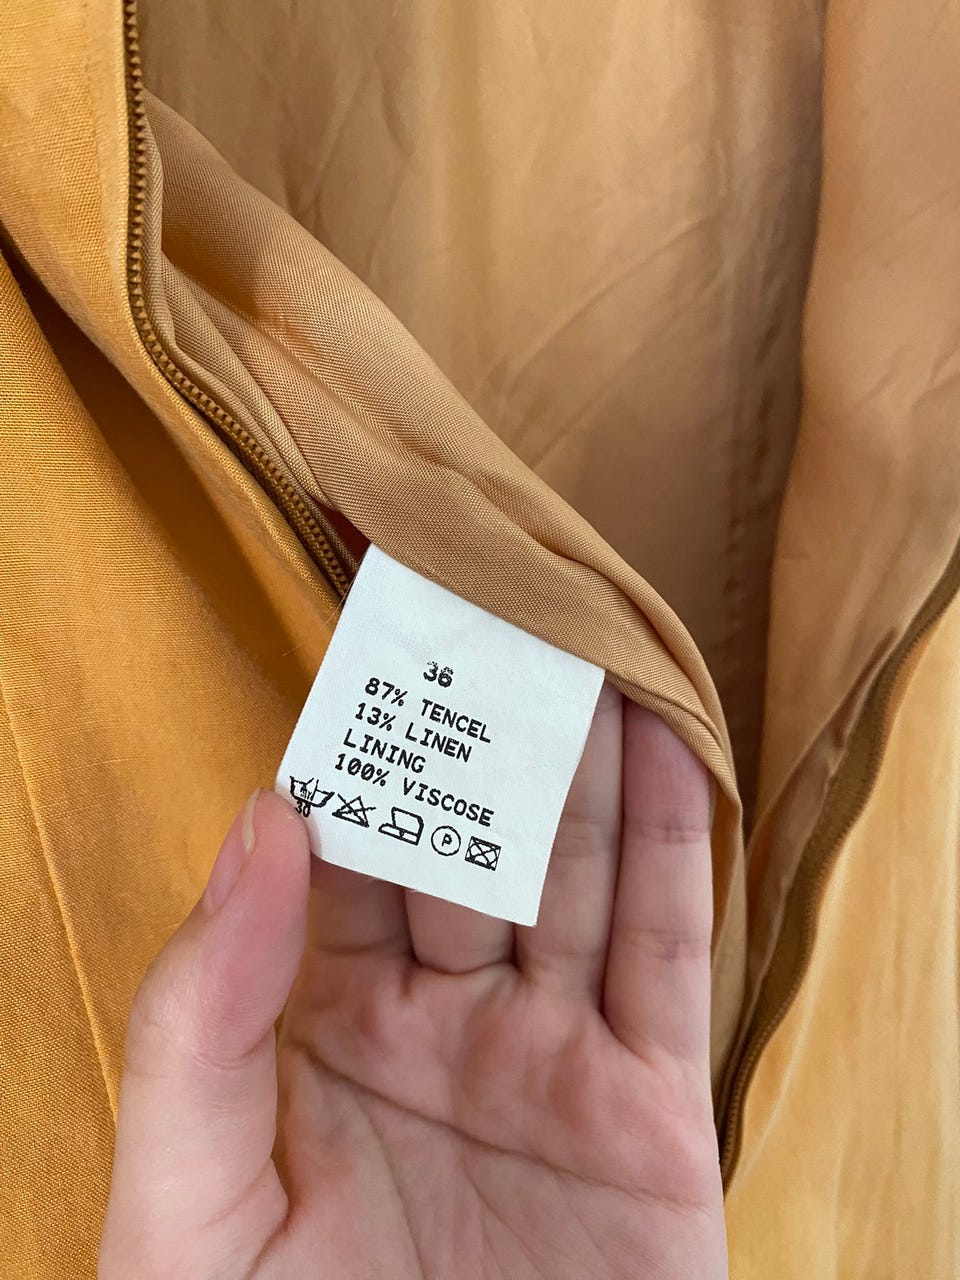 36
87% TENCEL
13% LINEN
LINING
100% VISCOSE
30
P